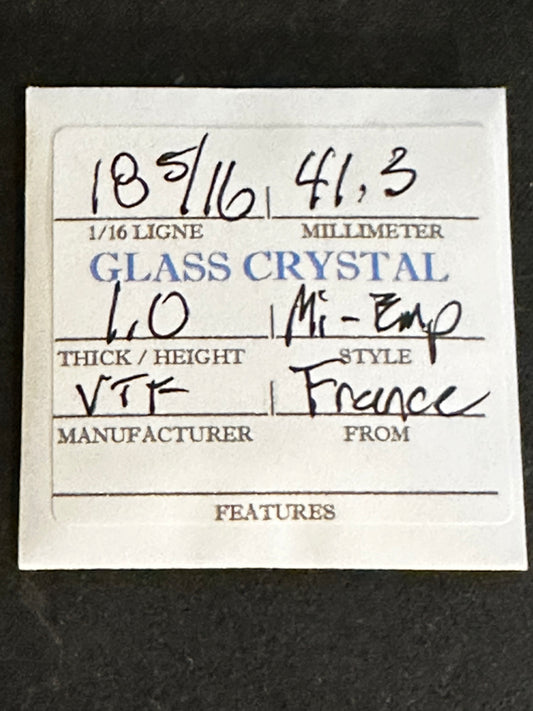 18 5/16 41.3
1/16 LIGNE MILLIMETER
GLASS CRYSTAL
1.0 Mi-Emp
THICK / HEIGHT STYLE
VTF France
MANUFACTURER FROM
FEATURES